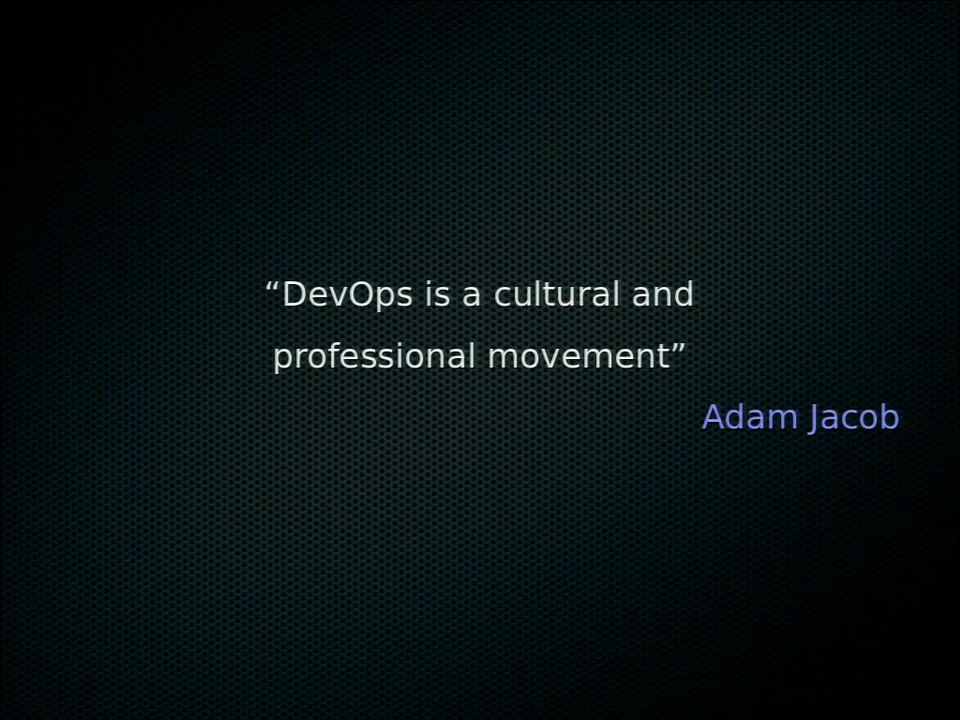 “DevOps is a cultural and
professional movement”
Adam Jacob